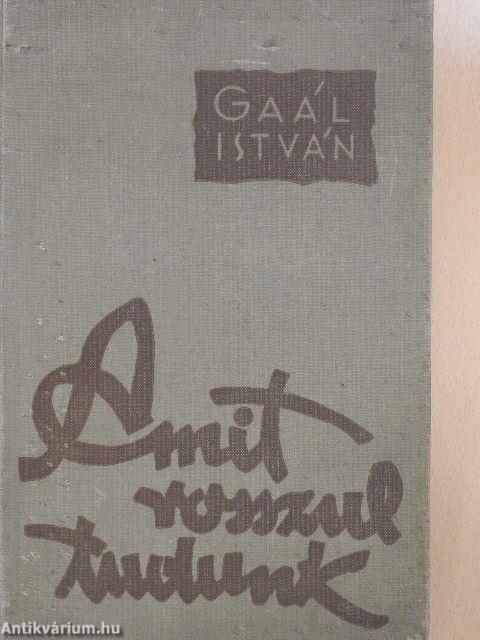 GAÁL
ISTVÁN
Amit
rosszul
tudunk
Antikvárium.hu